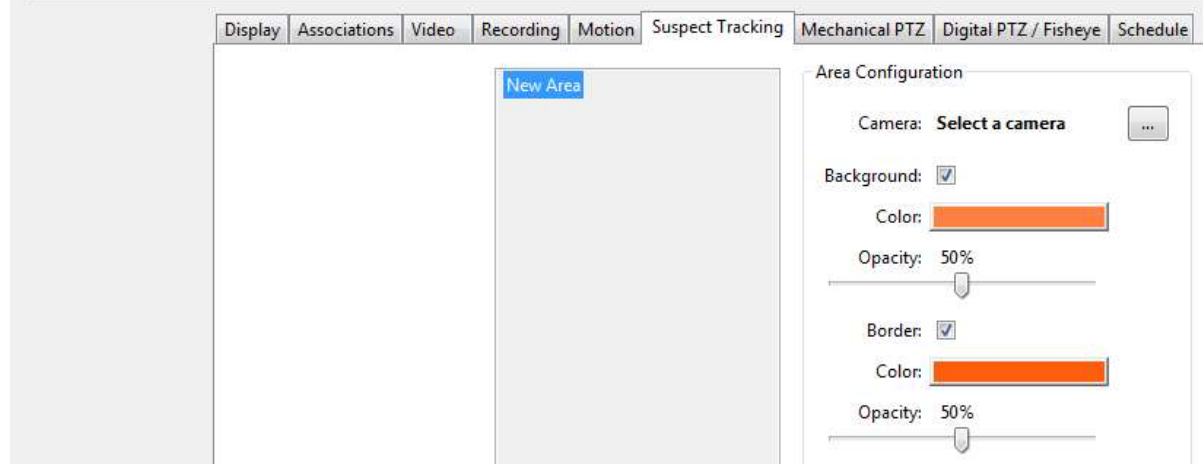 Display Associations Video Recording Motion Suspect Tracking Mechanical PTZ Digital PTZ / Fisheye Schedule
New Area
Area Configuration
Camera: Select a camera ...
Background:
Color:
Opacity: 50%
Border:
Color:
Opacity: 50%